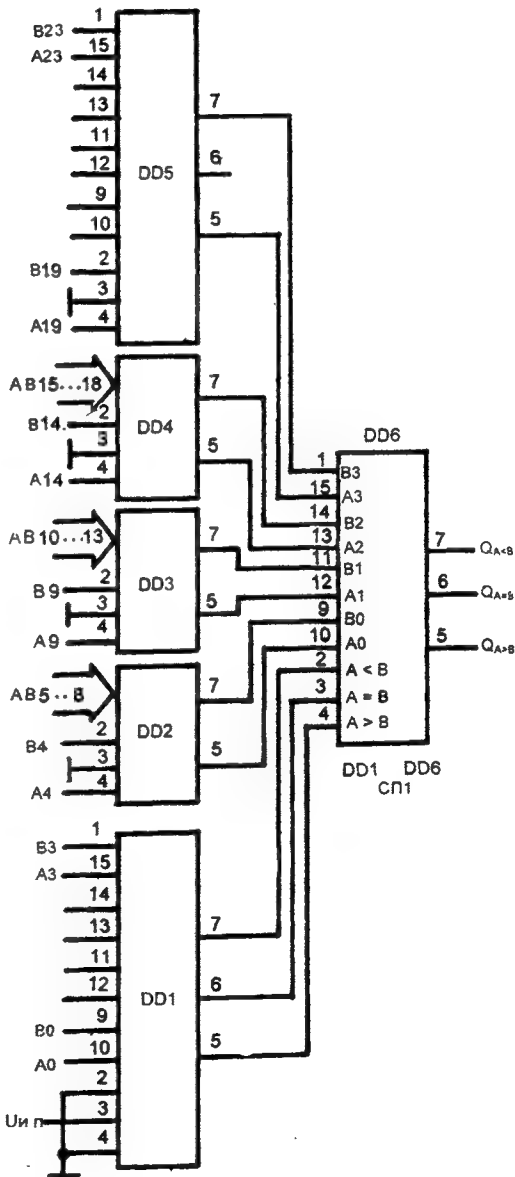 B23 1
A23 15
14
13
11
12
9
10
B19 2
3
A19 4
DD5
7
6
5
AB15...18
B14 2
3
A14 4
DD4
7
5
AB10...13
B9 2
3
A9 4
DD3
7
5
AB5...8
B4 2
3
A4 4
DD2
7
5
B3 1
A3 15
14
13
11
12
B0 9
A0 10
2
Uи п 3
4
DD1
7
6
5
DD6
1 B3
15 A3
14 B2
13 A2
11 B1
12 A1
9 B0
10 A0
2 A < B
3 A = B
4 A > B
7 QA<B
6 QA=B
5 QA>B
DD1 DD6
СП1